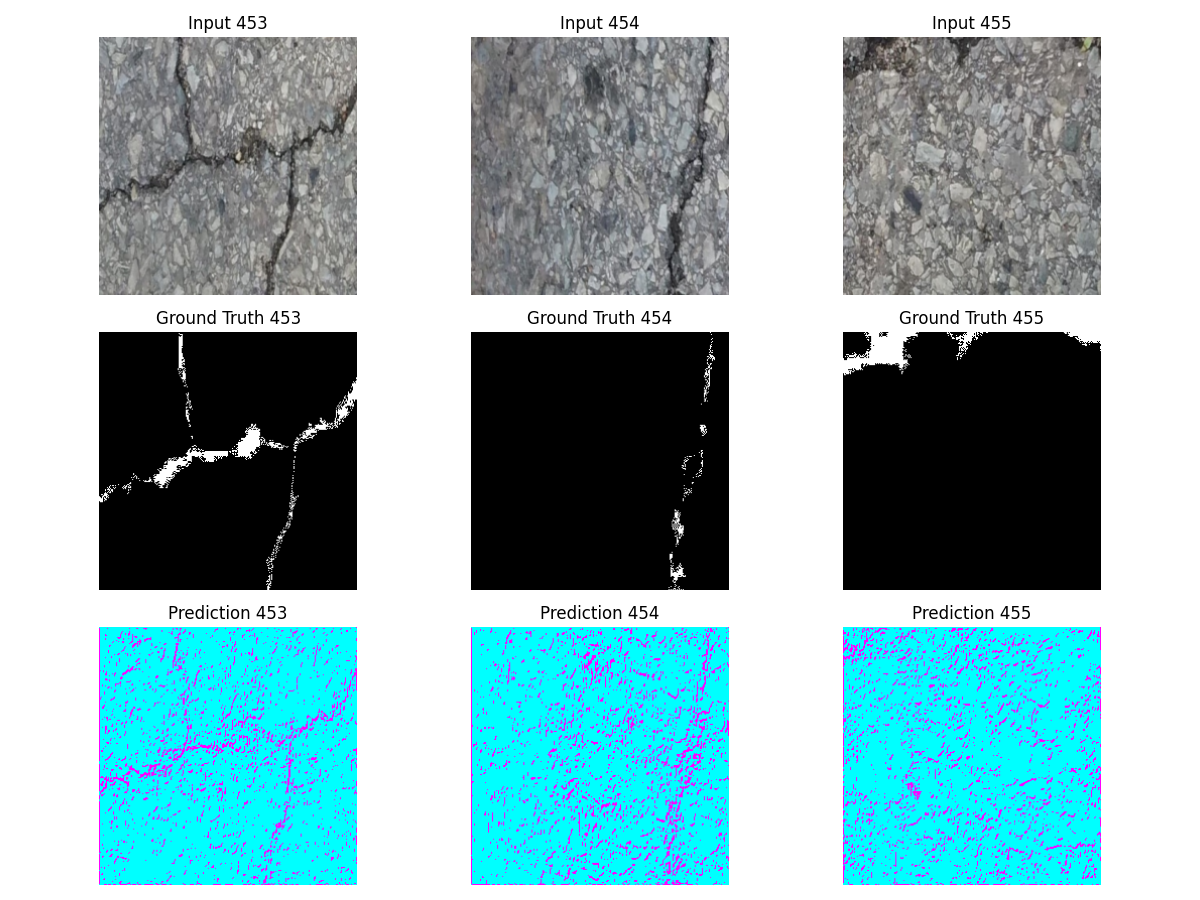 Input 453
Input 454
Input 455
Ground Truth 453
Ground Truth 454
Ground Truth 455
Prediction 453
Prediction 454
Prediction 455